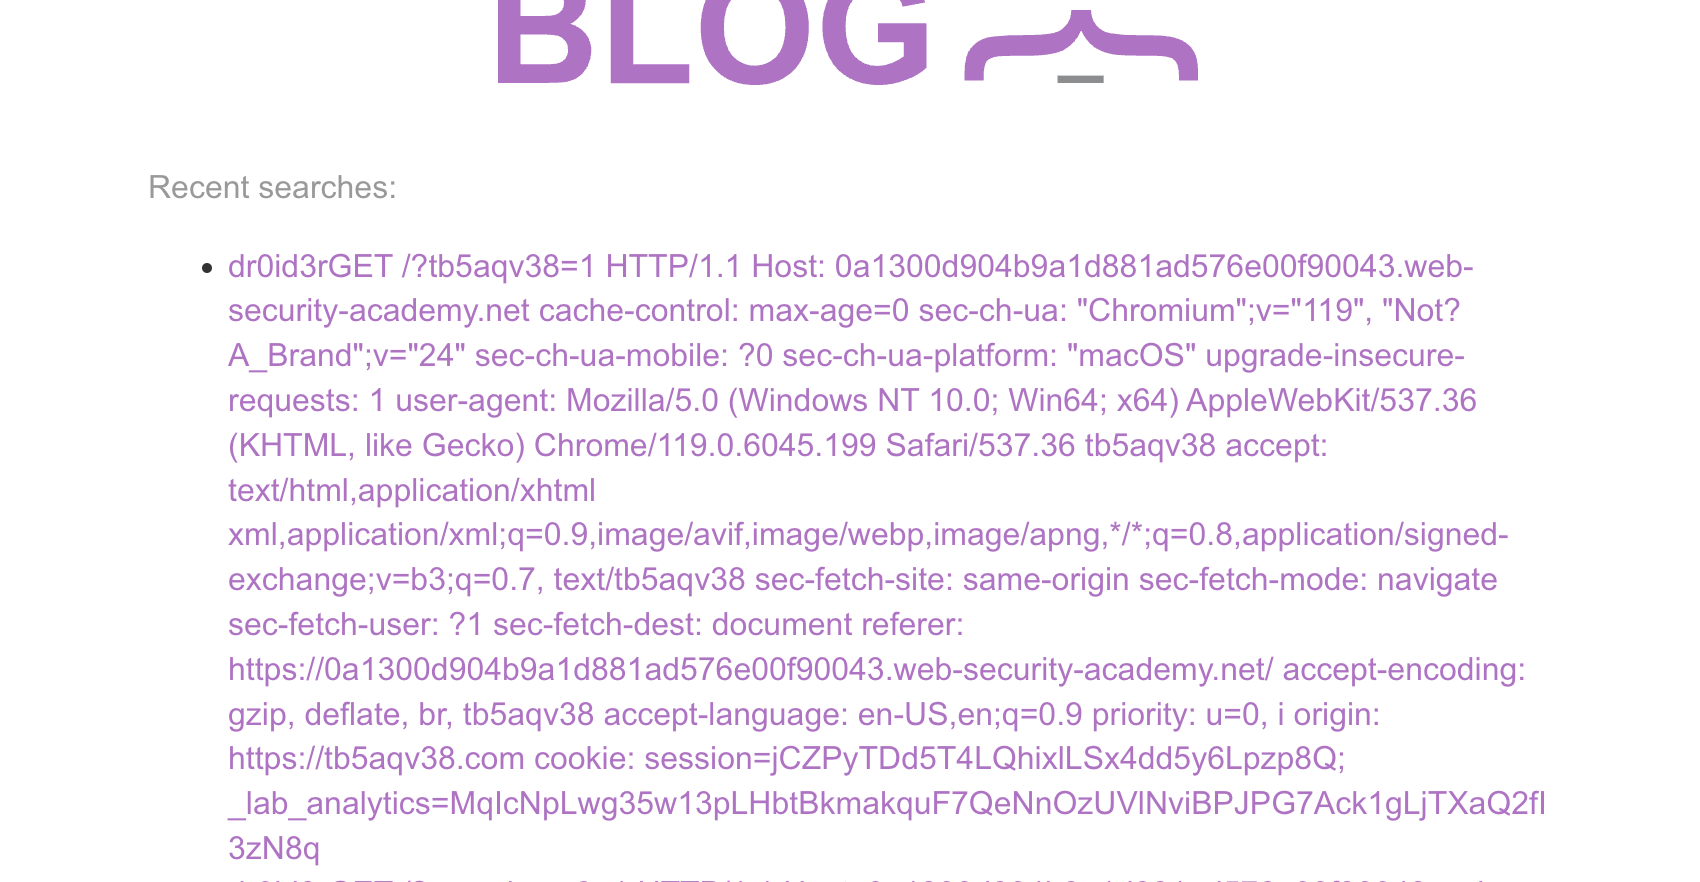 BLOG
Recent searches:
dr0id3rGET /?tb5aqv38=1 HTTP/1.1 Host: 0a1300d904b9a1d881ad576e00f90043.web-
security-academy.net cache-control: max-age=0 sec-ch-ua: "Chromium";v="119", "Not?
A_Brand";v="24" sec-ch-ua-mobile: ?0 sec-ch-ua-platform: "macOS" upgrade-insecure-
requests: 1 user-agent: Mozilla/5.0 (Windows NT 10.0; Win64; x64) AppleWebKit/537.36
(KHTML, like Gecko) Chrome/119.0.6045.199 Safari/537.36 tb5aqv38 accept:
text/html,application/xhtml
xml,application/xml;q=0.9,image/avif,image/webp,image/apng,*/*;q=0.8,application/signed-
exchange;v=b3;q=0.7, text/tb5aqv38 sec-fetch-site: same-origin sec-fetch-mode: navigate
sec-fetch-user: ?1 sec-fetch-dest: document referer:
https://0a1300d904b9a1d881ad576e00f90043.web-security-academy.net/ accept-encoding:
gzip, deflate, br, tb5aqv38 accept-language: en-US,en;q=0.9 priority: u=0, i origin:
https://tb5aqv38.com cookie: session=jCZPyTDd5T4LQhixlLSx4dd5y6Lpzp8Q;
_lab_analytics=MqIcNpLwg35w13pLHbtBkmakquF7QeNnOzUVlNviBPJPG7Ack1gLjTXaQ2fI
3zN8q